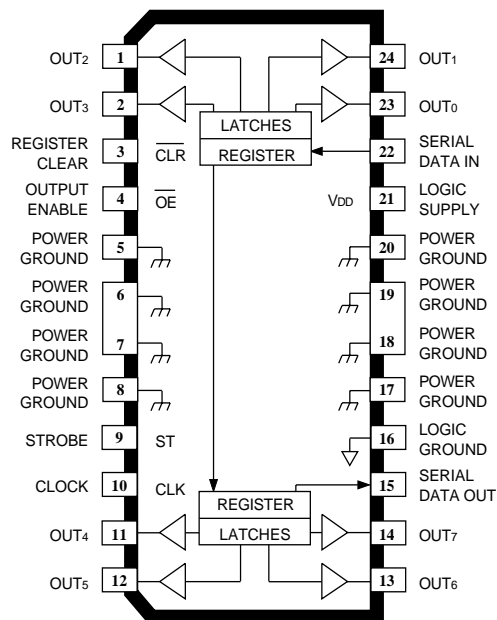 OUT2 1 24 OUT1
OUT3 2 23 OUT0
LATCHES
REGISTER
REGISTER
CLEAR
3 CLR
22 SERIAL
DATA IN
OUTPUT
ENABLE
4 OE
VDD 21 LOGIC
SUPPLY
POWER
GROUND
5
20 POWER
GROUND
POWER
GROUND
6
19 POWER
GROUND
POWER
GROUND
7
18 POWER
GROUND
POWER
GROUND
8
17 POWER
GROUND
STROBE 9 ST
16 LOGIC
GROUND
CLOCK 10 CLK
15 SERIAL
DATA OUT
REGISTER
LATCHES
OUT4 11 14 OUT7
OUT5 12 13 OUT6